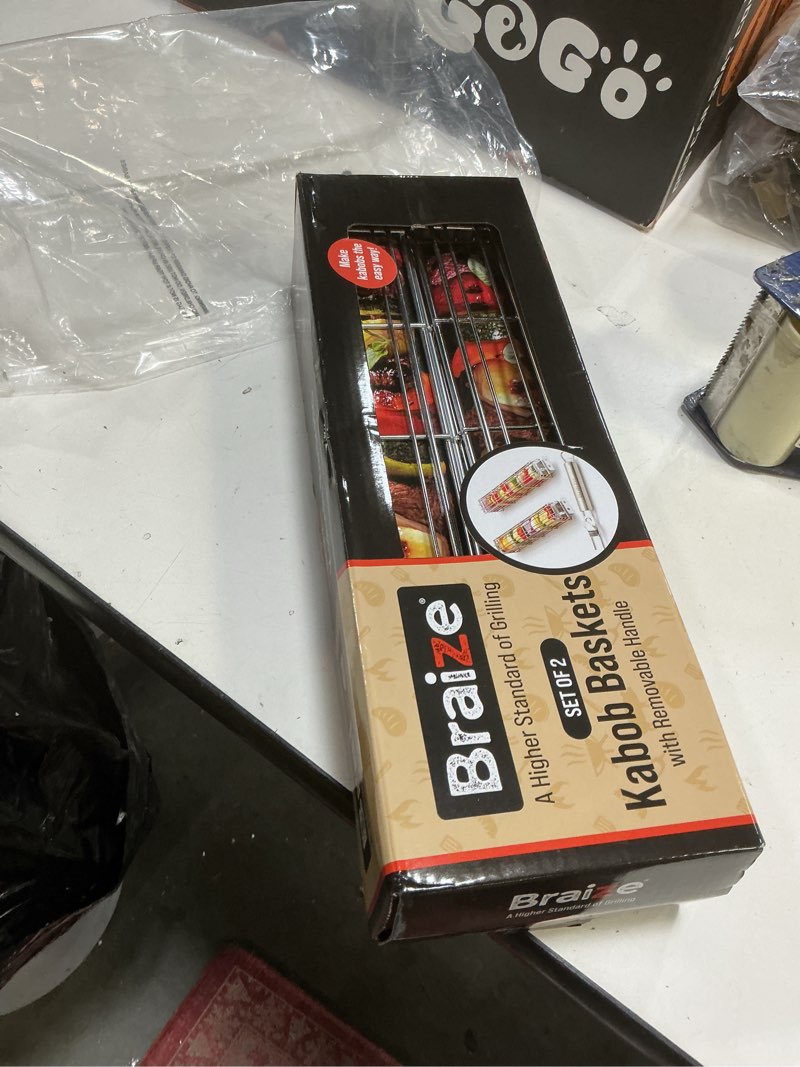 GOGO
Make
kabobs the
easy way!
Braize®
A Higher Standard of Grilling
SET OF 2
Kabob Baskets
with Removable Handle
Braize
A Higher Standard of Grilling